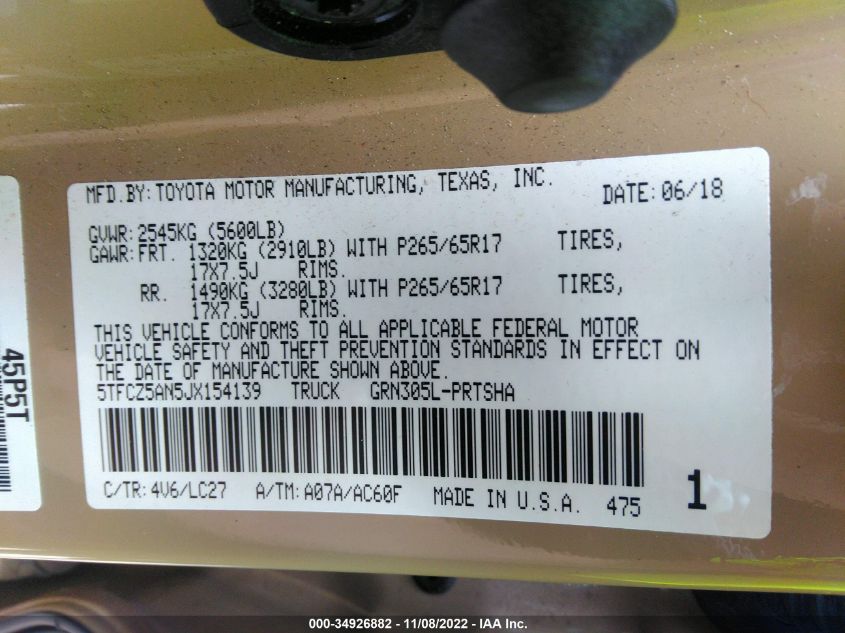 MFD.BY:TOYOTA MOTOR MANUFACTURING, TEXAS, INC. DATE:06/18
GVWR:2545KG (5600LB)
GAWR:FRT. 1320KG (2910LB) WITH P265/65R17 TIRES,
17X7.5J RIMS.
RR. 1490KG (3280LB) WITH P265/65R17 TIRES,
17X7.5J RIMS.
THIS VEHICLE CONFORMS TO ALL APPLICABLE FEDERAL MOTOR
VEHICLE SAFETY AND THEFT PREVENTION STANDARDS IN EFFECT ON
THE DATE OF MANUFACTURE SHOWN ABOVE.
5TFCZ5AN5JX154139 TRUCK GRN305L-PRTSHA
C/TR:4V6/LC27 A/TM:A07A/AC60F MADE IN U.S.A. 475 1
45P5T
000-34926882 - 11/08/2022 - IAA Inc.